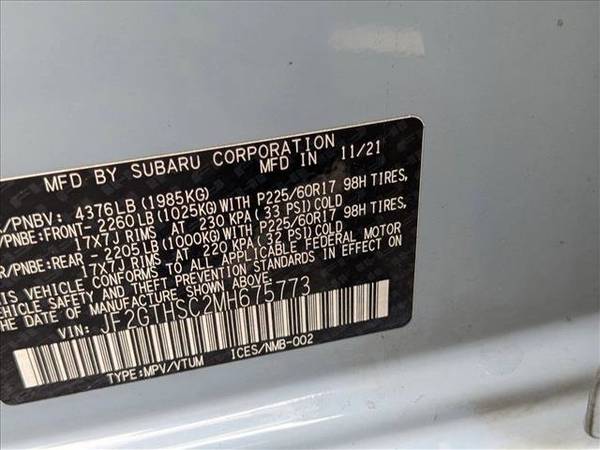 MFD BY SUBARU CORPORATION
MFD IN 11/21
/PNBV: 4376LB (1985KG)
/PNBE:FRONT- 2260LB (1025KG) WITH P225/60R17 98H TIRES,
17X7J RIMS AT 230 KPA (33 PSI) COLD
R/PNBE:REAR - 2205LB (1000KG) WITH P225/60R17 98H TIRES,
17X7J RIMS AT 220 KPA (32 PSI) COLD
THIS VEHICLE CONFORMS TO ALL APPLICABLE FEDERAL MOTOR
VEHICLE SAFETY AND THEFT PREVENTION STANDARDS IN EFFECT ON
THE DATE OF MANUFACTURE SHOWN ABOVE.
VIN: JF2GTHSC2MH675773
TYPE:MPV/VTUM ICES/NMB-002